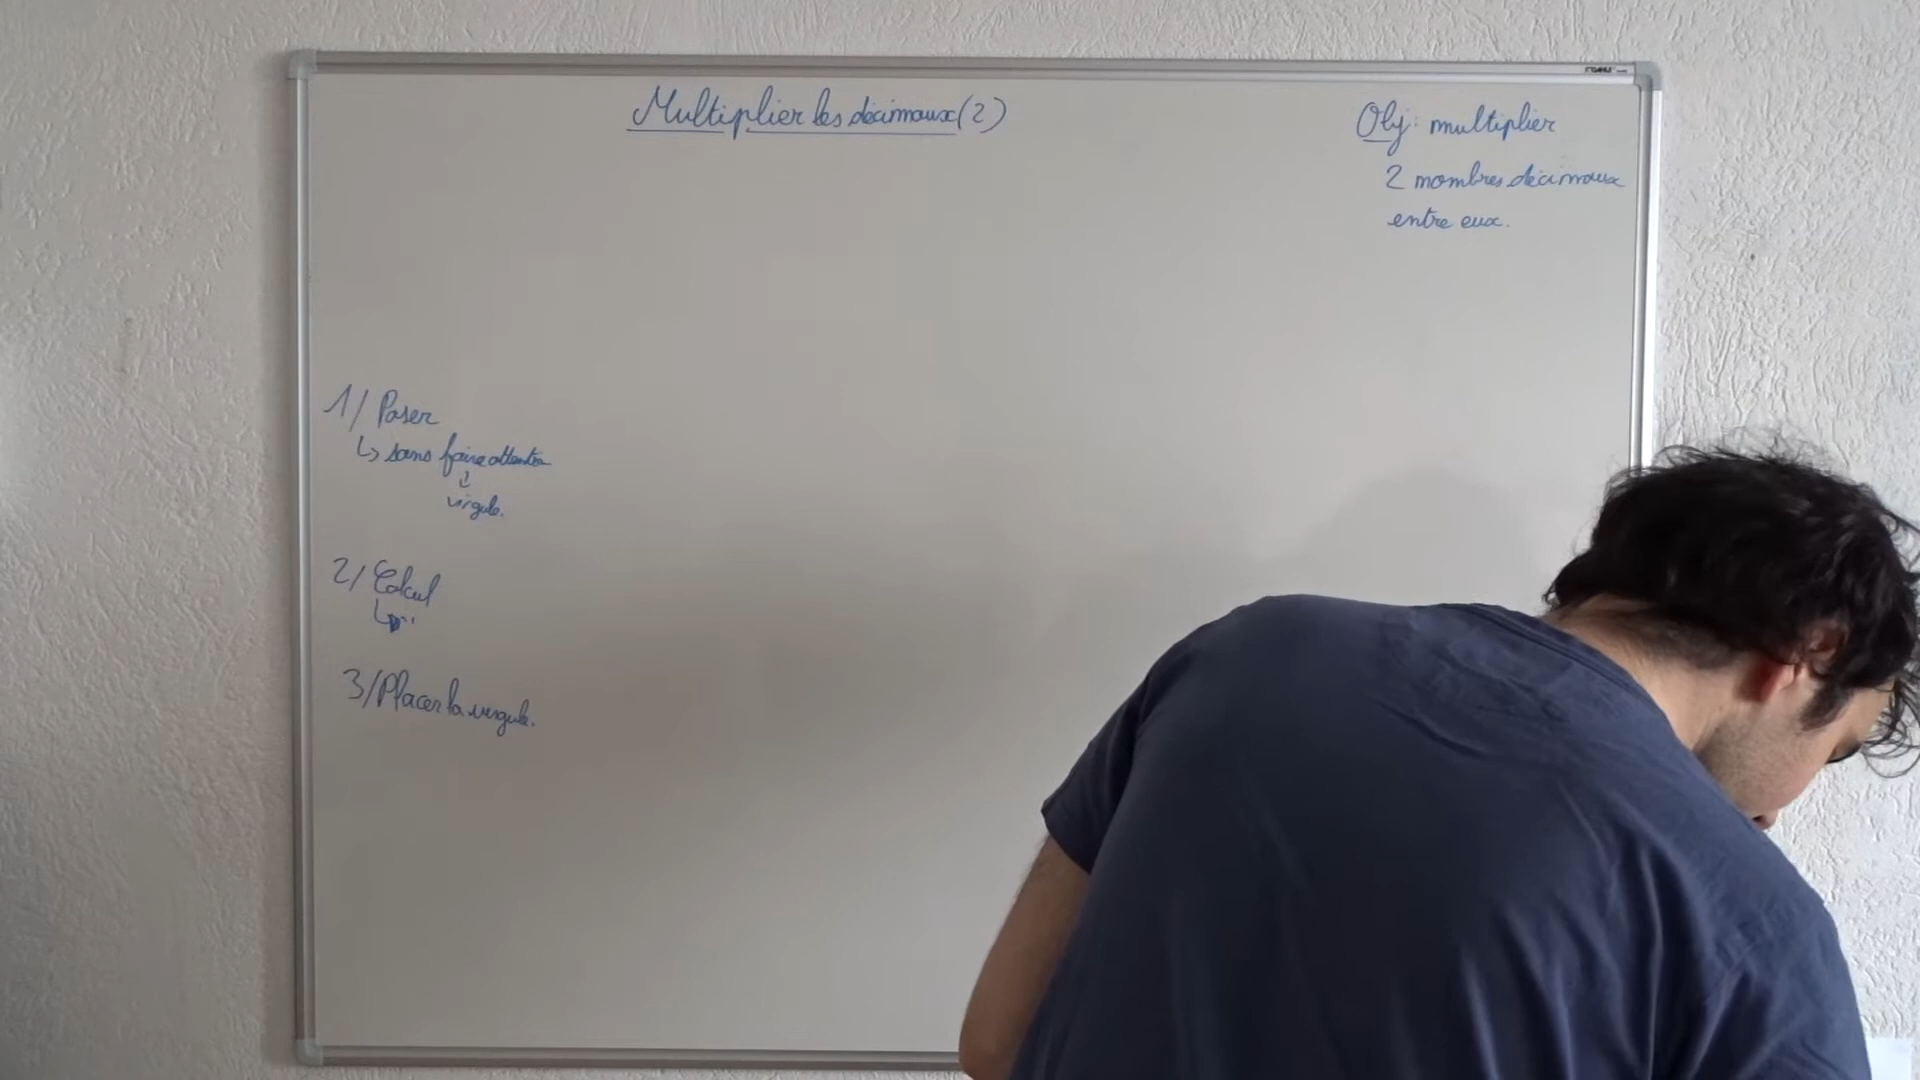 Multiplier les décimaux (2)
Obj: multiplier
2 nombres décimaux
entre eux.
1/ Poser
↳ sans faire attention
virgule.
2/ Calcul
3/ Placer la virgule.